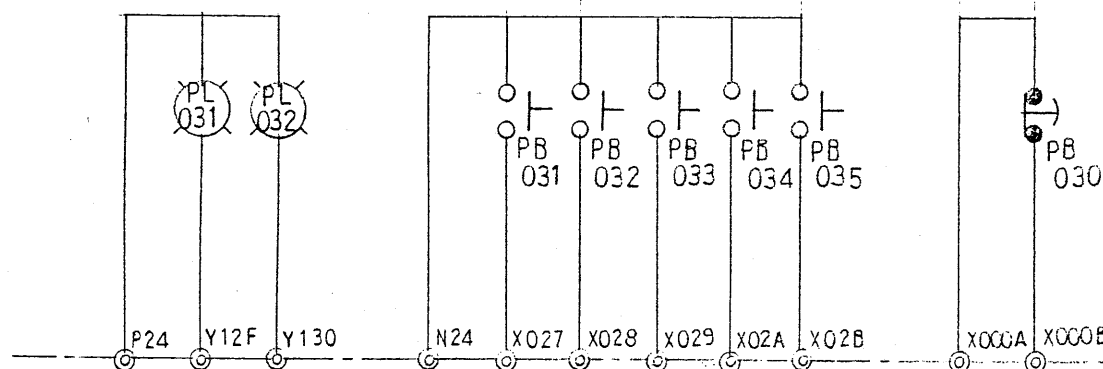 PL
031
PL
032
PB
031
PB
032
PB
033
PB
034
PB
035
PB
030
P24
Y12F
Y130
N24
X027
X028
X029
X02A
X02B
X000A
X000B